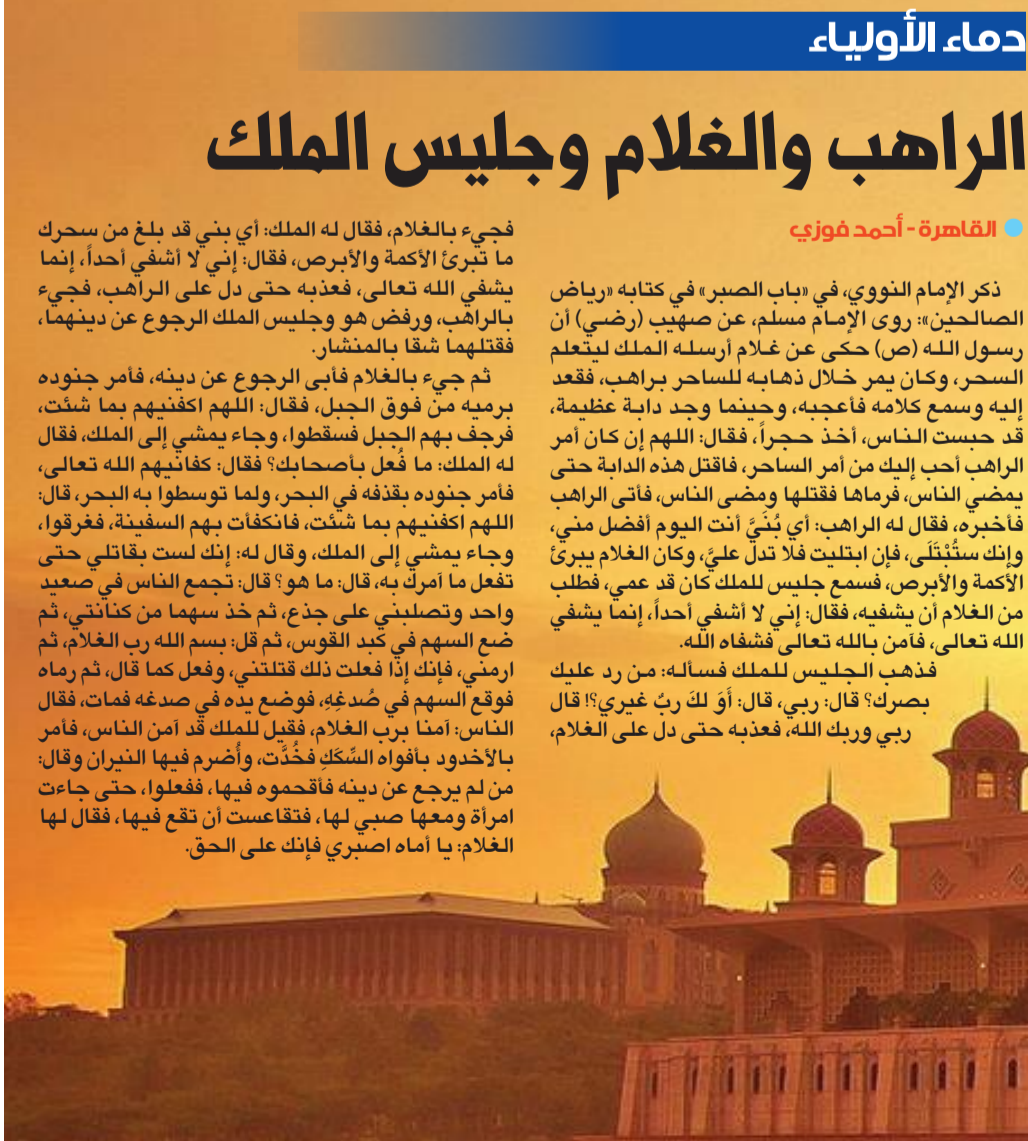 دماء الأولياء
الراهب والغلام وجليس الملك
القاهرة - أحمد فوزي
ذكر الإمام النووي، في «باب الصبر» في كتابه «رياض
الصالحين»: روى الإمام مسلم، عن صهيب (رضي) أن
رسول الله (ص) حكى عن غلام أرسله الملك ليتعلم
السحر، وكان يمر خلال ذهابه للساحر براهب، فقعد
إليه وسمع كلامه فأعجبه، وحينما وجد دابة عظيمة،
قد حبست الناس، أخذ حجراً، فقال: اللهم إن كان أمر
الراهب أحب إليك من أمر الساحر، فاقتل هذه الدابة حتى
يمضي الناس، فرماها فقتلها ومضى الناس، فأتى الراهب
فأخبره، فقال له الراهب: أي بُنَيَّ أنت اليوم أفضل مني،
وإنك ستُبْتَلَى، فإن ابتليت فلا تدل عليَّ، وكان الغلام يبرئ
الأكمة والأبرص، فسمع جليس للملك كان قد عمي، فطلب
من الغلام أن يشفيه، فقال: إني لا أشفي أحداً، إنما يشفي
الله تعالى، فآمن بالله تعالى فشفاه الله.
فذهب الجليس للملك فسأله: من رد عليك
بصرك؟ قال: ربي، قال: أَوَ لكَ ربٌ غيري؟! قال
ربي وربك الله، فعذبه حتى دل على الغلام،
فجيء بالغلام، فقال له الملك: أي بني قد بلغ من سحرك
ما تبرئ الأكمة والأبرص، فقال: إني لا أشفي أحداً، إنما
يشفي الله تعالى، فعذبه حتى دل على الراهب، فجيء
بالراهب، ورفض هو وجليس الملك الرجوع عن دينهما،
فقتلهما شقا بالمنشار.
ثم جيء بالغلام فأبى الرجوع عن دينه، فأمر جنوده
برميه من فوق الجبل، فقال: اللهم اكفنيهم بما شئت،
فرجف بهم الجبل فسقطوا، وجاء يمشي إلى الملك، فقال
له الملك: ما فُعل بأصحابك؟ فقال: كفانيهم الله تعالى،
فأمر جنوده بقذفه في البحر، ولما توسطوا به البحر، قال:
اللهم اكفنيهم بما شئت، فانكفأت بهم السفينة، فغرقوا،
وجاء يمشي إلى الملك، وقال له: إنك لست بقاتلي حتى
تفعل ما آمرك به، قال: ما هو؟ قال: تجمع الناس في صعيد
واحد وتصلبني على جذع، ثم خذ سهما من كنانتي، ثم
ضع السهم في كبد القوس، ثم قل: بسم الله رب الغلام، ثم
ارمني، فإنك إذا فعلت ذلك قتلتني، وفعل كما قال، ثم رماه
فوقع السهم في صُدغِهِ، فوضع يده في صدغه فمات، فقال
الناس: آمنا برب الغلام، فقيل للملك قد آمن الناس، فأمر
بالأخدود بأفواه السِّكَكِ فخُدَّت، وأُضرم فيها النيران وقال:
من لم يرجع عن دينه فأقحموه فيها، ففعلوا، حتى جاءت
امرأة ومعها صبي لها، فتقاعست أن تقع فيها، فقال لها
الغلام: يا أماه اصبري فإنك على الحق.